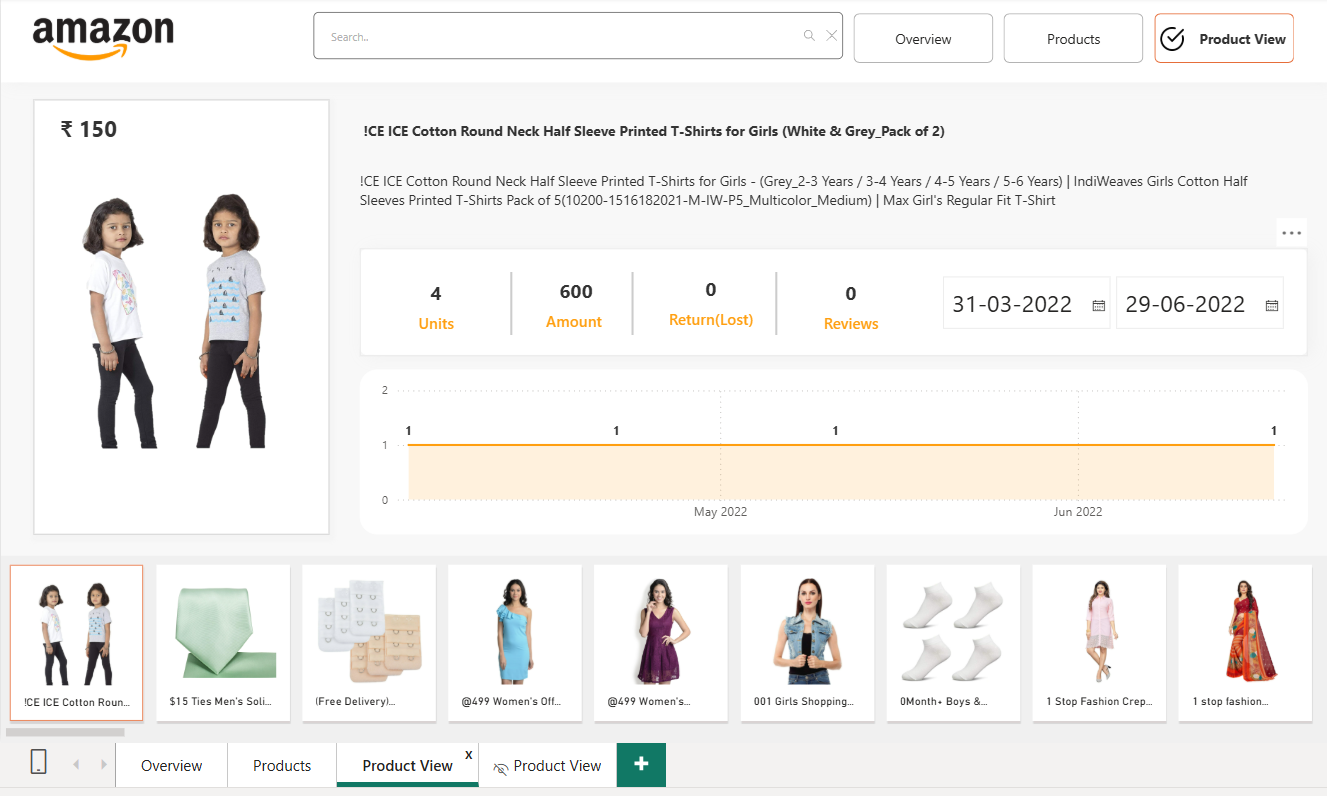 amazon
Search..
Overview
Products
Product View
₹ 150
!CE ICE Cotton Round Neck Half Sleeve Printed T-Shirts for Girls (White & Grey_Pack of 2)
!CE ICE Cotton Round Neck Half Sleeve Printed T-Shirts for Girls - (Grey_2-3 Years / 3-4 Years / 4-5 Years / 5-6 Years) | IndiWeaves Girls Cotton Half
Sleeves Printed T-Shirts Pack of 5(10200-1516182021-M-IW-P5_Multicolor_Medium) | Max Girl's Regular Fit T-Shirt
4
Units
600
Amount
0
Return(Lost)
0
Reviews
31-03-2022
29-06-2022
2
1
0
1
1
1
1
May 2022
Jun 2022
!CE ICE Cotton Roun...
$15 Ties Men's Soli...
(Free Delivery)...
@499 Women's Off...
@499 Women's...
001 Girls Shopping...
0Month+ Boys &...
1 Stop Fashion Crep...
1 stop fashion...
Overview
Products
Product View
x
Product View
+